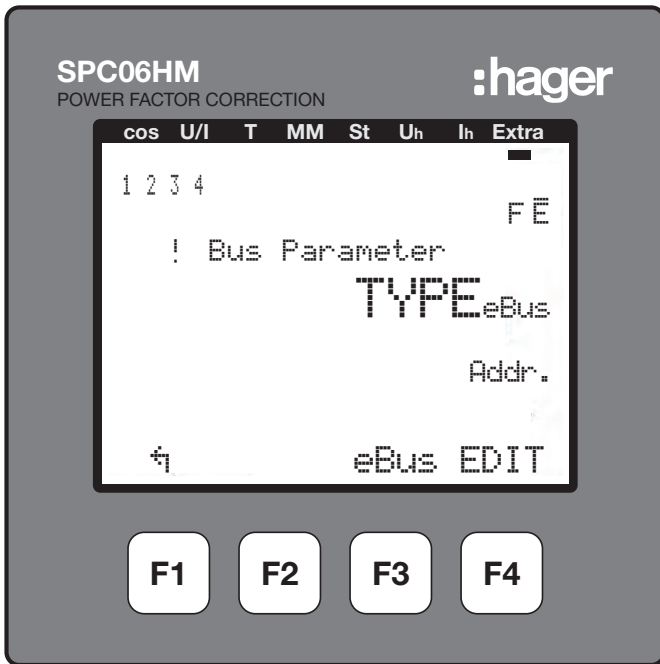 SPC06HM :hager
POWER FACTOR CORRECTION
cos U/I T MM St Uh Ih Extra
1 2 3 4
FĒ
! Bus Parameter
TYPE eBus
Addr.
eBus EDIT
F1 F2 F3 F4